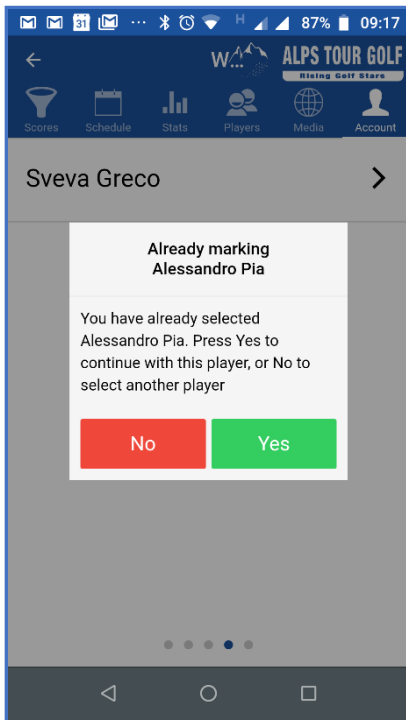 31 H 87% 09:17
W... ALPS TOUR GOLF
Rising Golf Stars
Scores Schedule Stats Players Media Account
Sveva Greco
Already marking
Alessandro Pia
You have already selected
Alessandro Pia. Press Yes to
continue with this player, or No to
select another player
No Yes